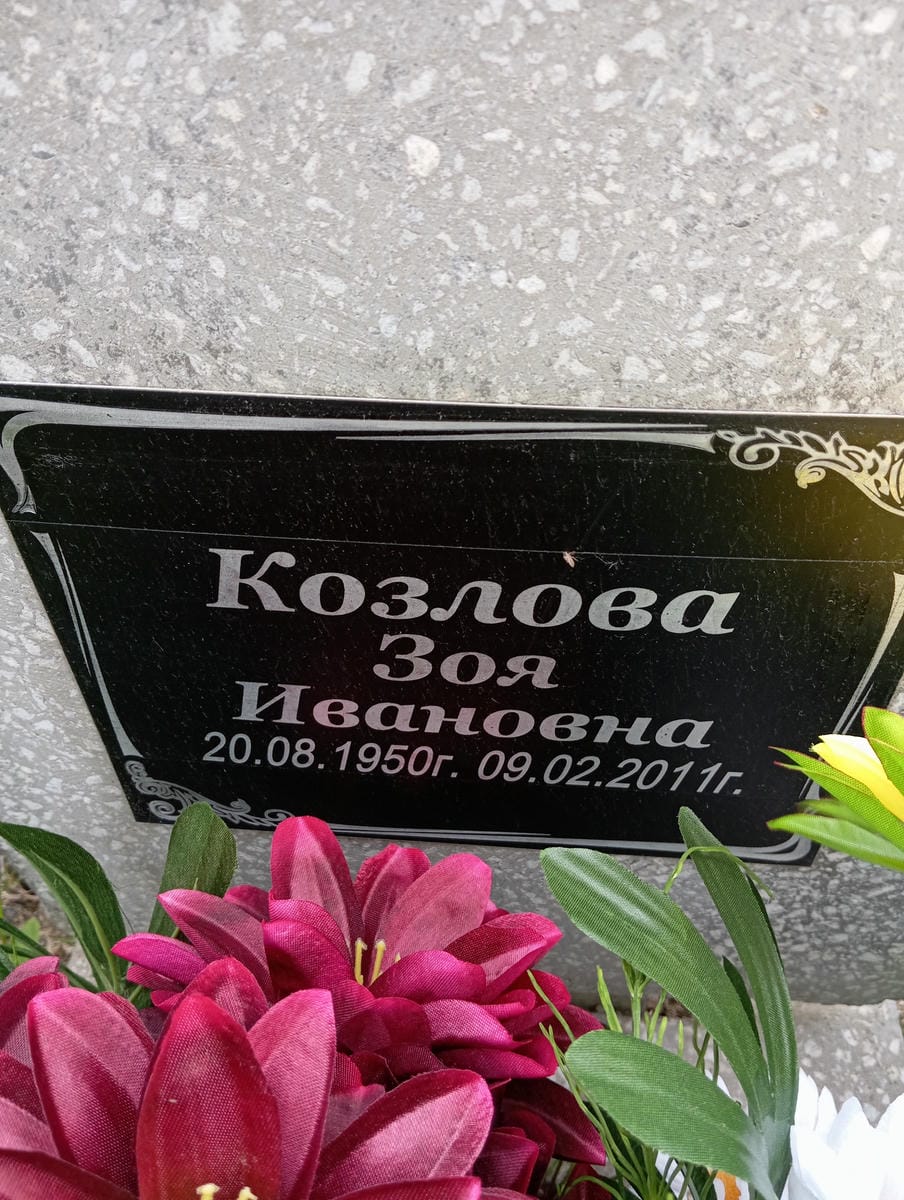 Козлова
Зоя
Ивановна
20.08.1950г. 09.02.2011г.